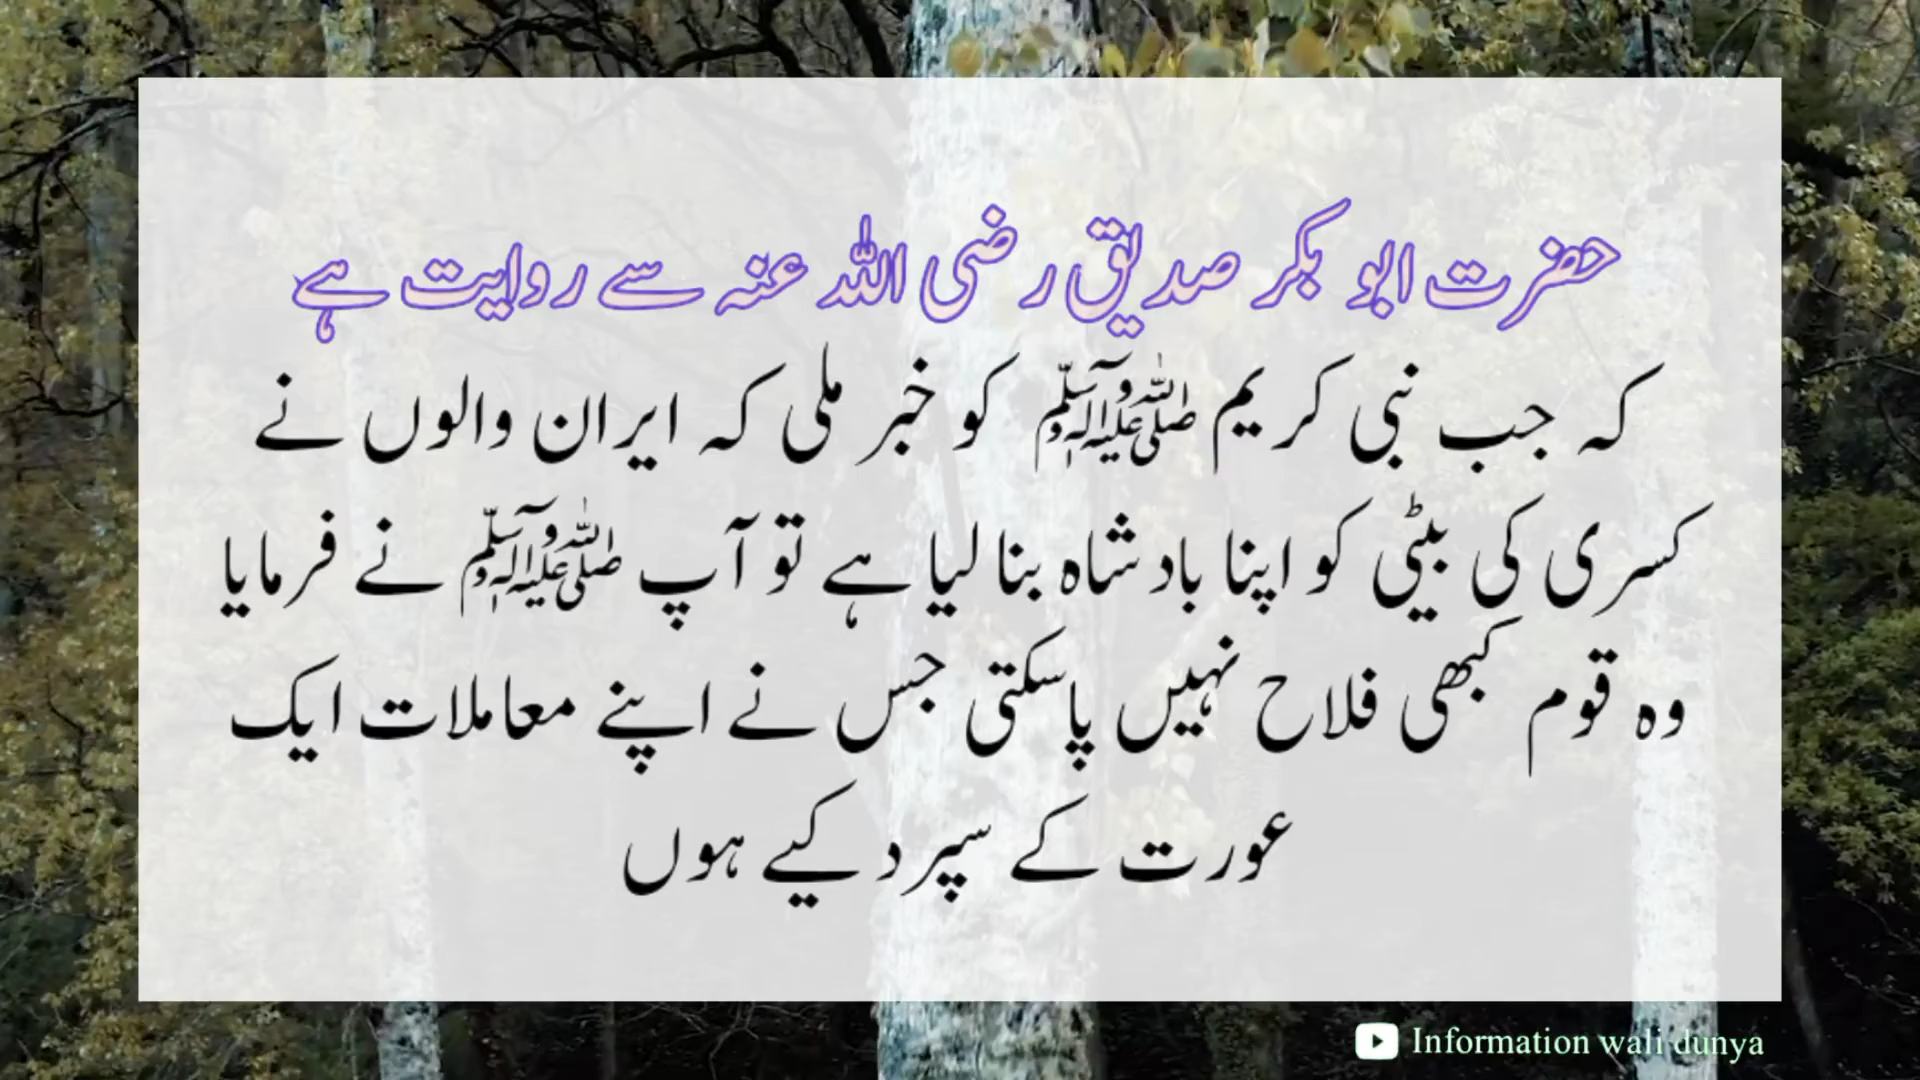 حضرت ابو بکر صدیق رضی اللہ عنہ سے روایت ہے
کہ جب نبی کریم ﷺ کو خبر ملی کہ ایران والوں نے
کسری کی بیٹی کو اپنا بادشاہ بنا لیا ہے تو آپ ﷺ نے فرمایا
وہ قوم کبھی فلاح نہیں پاسکتی جس نے اپنے معاملات ایک
عورت کے سپرد کیے ہوں
Information wali dunya